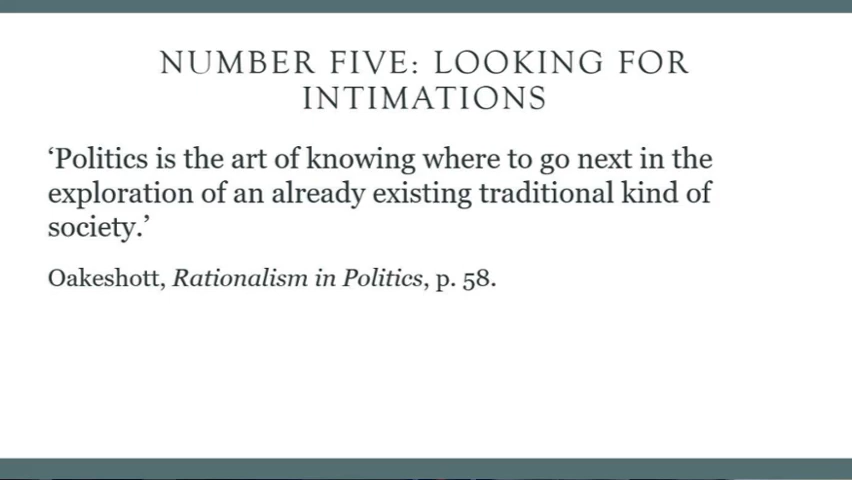 NUMBER FIVE: LOOKING FOR
INTIMATIONS
‘Politics is the art of knowing where to go next in the
exploration of an already existing traditional kind of
society.’
Oakeshott, Rationalism in Politics, p. 58.